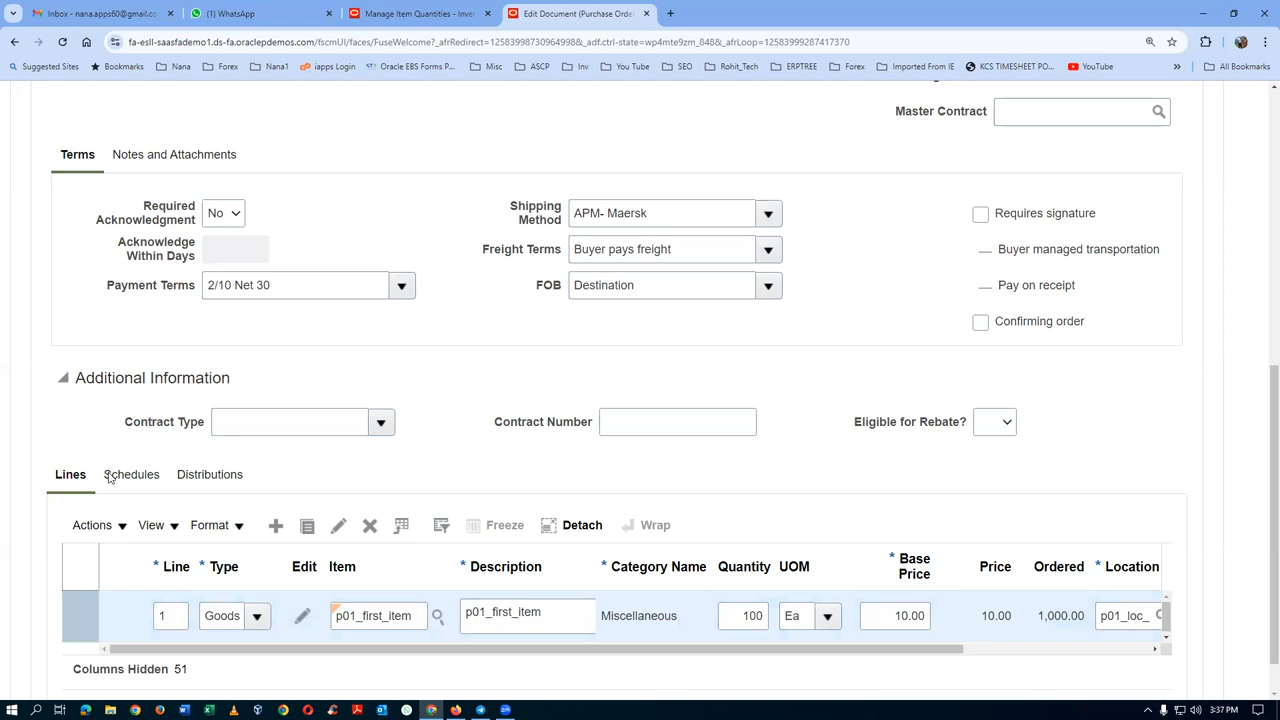 Inbox - nana.apps60@gmail.co
(1) WhatsApp
Manage Item Quantities - Inve
Edit Document (Purchase Orde
fa-esll-saasfademo1.ds-fa.oraclepdemos.com/fscmUI/faces/FuseWelcome?_afrRedirect=12583998730964998&_adf.ctrl-state=wp4mte9zm_848&_afrLoop=12583999287417370
Suggested Sites
Bookmarks
Nana
Forex
Nana1
iapps Login
Oracle EBS Forms P...
Misc
ASCP
Inv
You Tube
SEO
Rohit_Tech
ERPTREE
Forex
Imported From IE
KCS TIMESHEET PO...
YouTube
All Bookmarks
Master Contract
Terms Notes and Attachments
Required Acknowledgment No
Shipping Method APM- Maersk
Requires signature
Acknowledge Within Days
Freight Terms Buyer pays freight
Buyer managed transportation
Payment Terms 2/10 Net 30
FOB Destination
Pay on receipt
Confirming order
Additional Information
Contract Type Contract Number Eligible for Rebate?
Lines Schedules Distributions
Actions View Format Freeze Detach Wrap
* Line * Type Edit Item * Description * Category Name Quantity UOM * Base Price Price Ordered * Location
1 Goods p01_first_item p01_first_item Miscellaneous 100 Ea 10.00 10.00 1,000.00 p01_loc_
Columns Hidden 51
3:37 PM